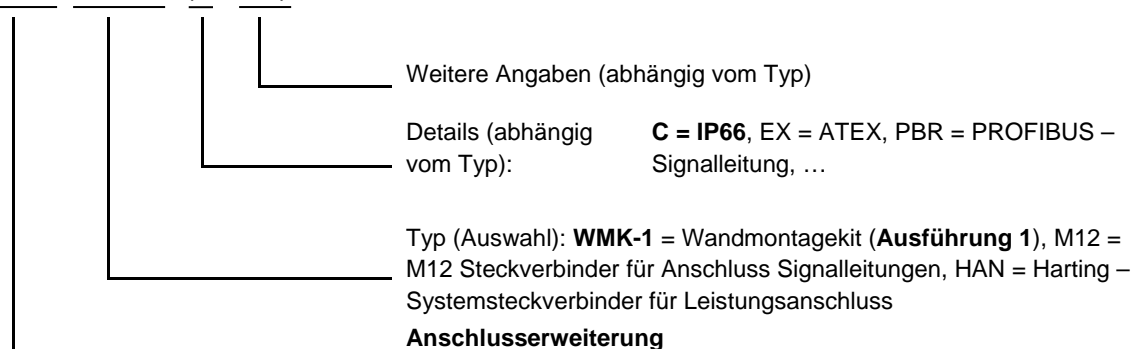 Weitere Angaben (abhängig vom Typ)
Details (abhängig vom Typ):
C = IP66, EX = ATEX, PBR = PROFIBUS –
Signalleitung, …
Typ (Auswahl): WMK-1 = Wandmontagekit (Ausführung 1), M12 =
M12 Steckverbinder für Anschluss Signalleitungen, HAN = Harting –
Systemsteckverbinder für Leistungsanschluss
Anschlusserweiterung